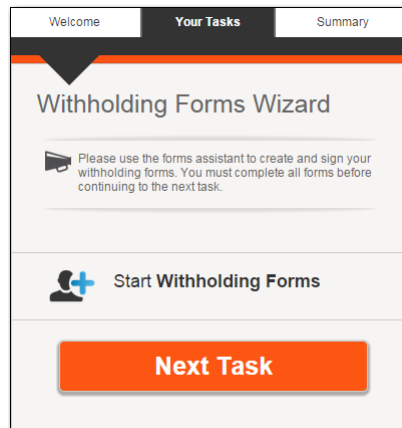 Welcome Your Tasks Summary
Withholding Forms Wizard
Please use the forms assistant to create and sign your
withholding forms. You must complete all forms before
continuing to the next task.
Start Withholding Forms
Next Task